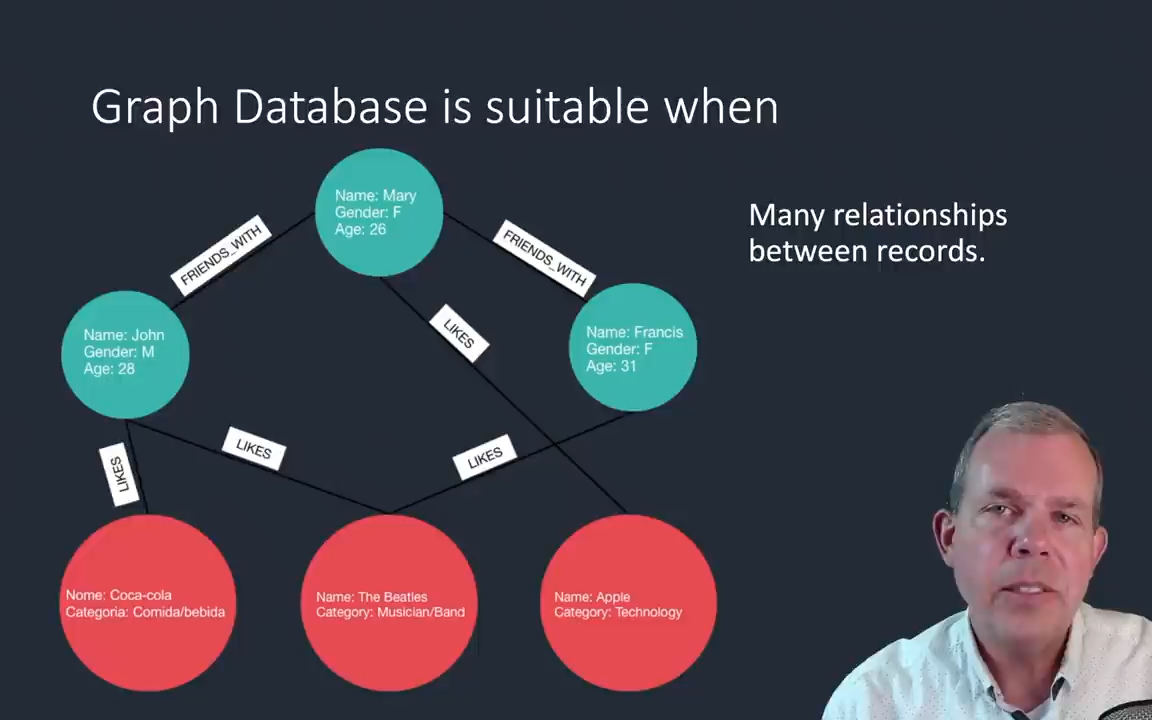 Graph Database is suitable when
Name: Mary
Gender: F
Age: 26
Many relationships
between records.
FRIENDS_WITH
FRIENDS_WITH
Name: John
Gender: M
Age: 28
LIKES
Name: Francis
Gender: F
Age: 31
LIKES
LIKES
LIKES
Nome: Coca-cola
Categoria: Comida/bebida
Name: The Beatles
Category: Musician/Band
Name: Apple
Category: Technology